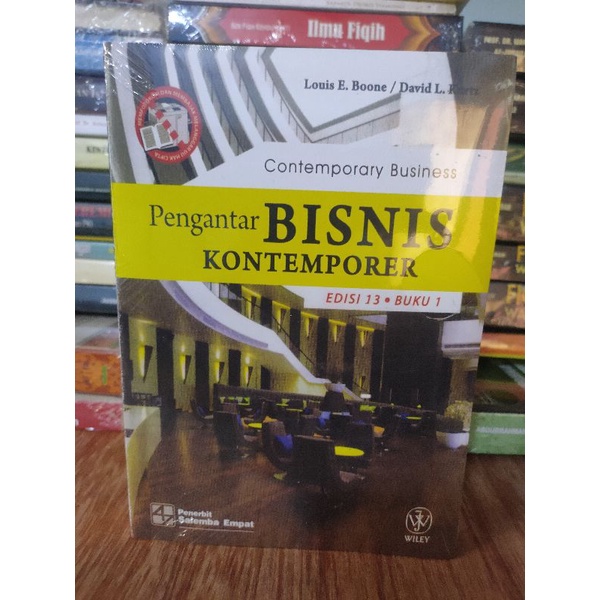 Ilmu Fiqih
Louis E. Boone / David L. Kurtz
Contemporary Business
Pengantar BISNIS
KONTEMPORER
EDISI 13 • BUKU 1
Penerbit
Salemba Empat
WILEY